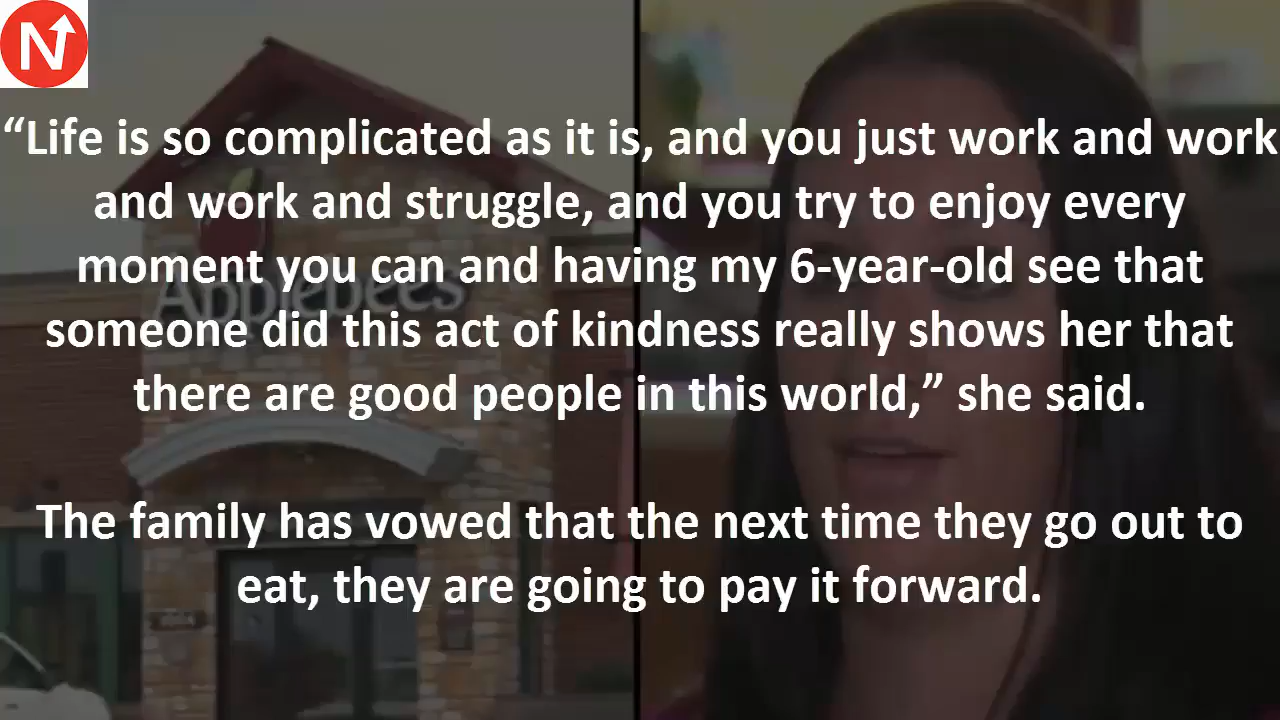 N
“Life is so complicated as it is, and you just work and work
and work and struggle, and you try to enjoy every
moment you can and having my 6-year-old see that
someone did this act of kindness really shows her that
there are good people in this world,” she said.
The family has vowed that the next time they go out to
eat, they are going to pay it forward.
Applebee's